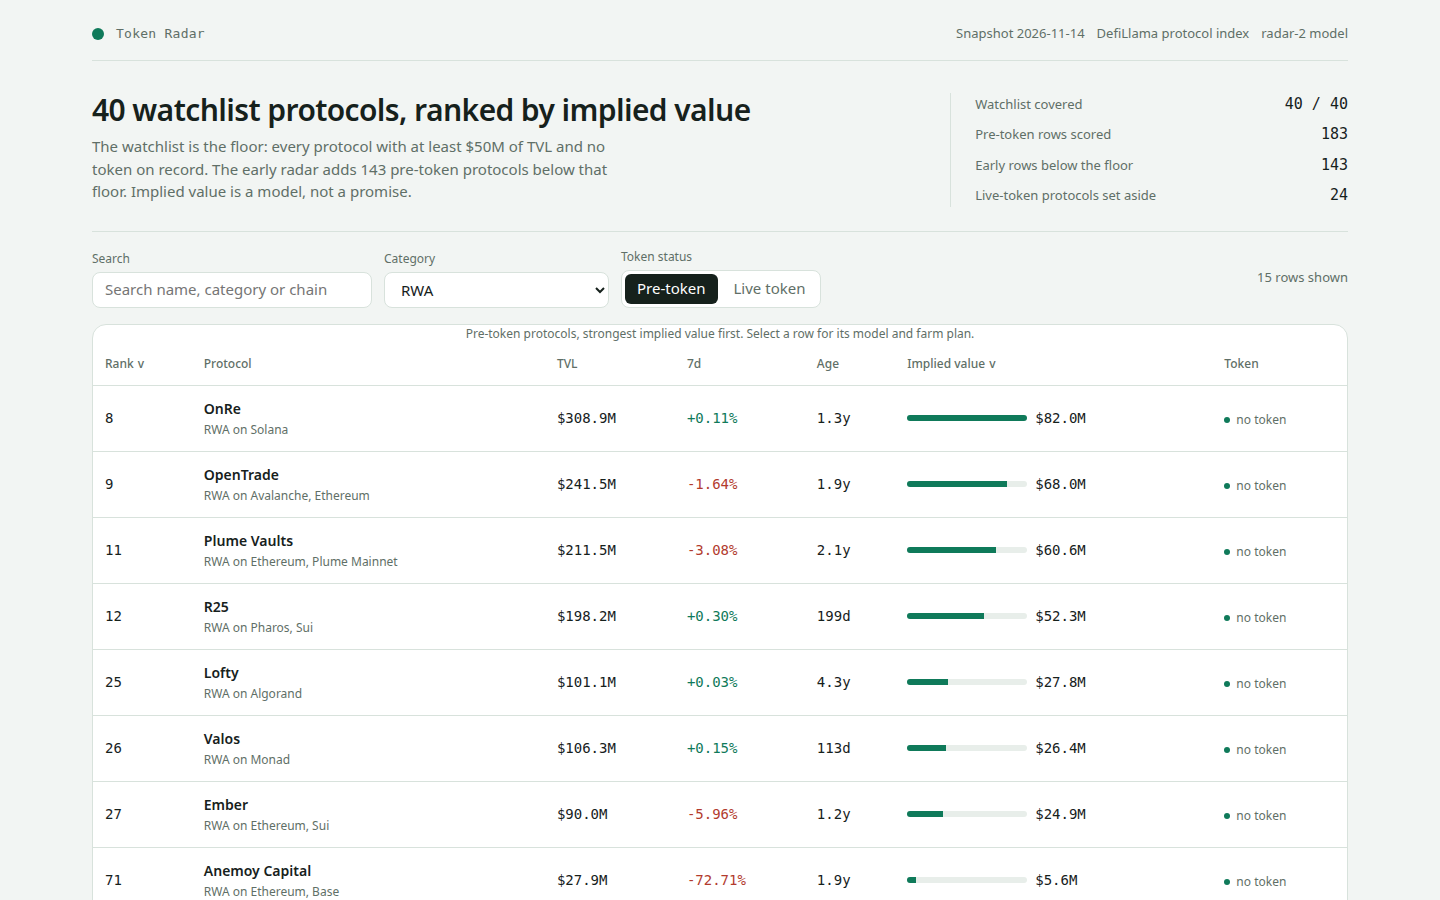 Token Radar
Snapshot 2026-11-14 DefiLlama protocol index radar-2 model
40 watchlist protocols, ranked by implied value
The watchlist is the floor: every protocol with at least $50M of TVL and no
token on record. The early radar adds 143 pre-token protocols below that
floor. Implied value is a model, not a promise.
Watchlist covered 40 / 40
Pre-token rows scored 183
Early rows below the floor 143
Live-token protocols set aside 24
Search
Category
Token status
Search name, category or chain
RWA
Pre-token
Live token
15 rows shown
Pre-token protocols, strongest implied value first. Select a row for its model and farm plan.
Rank v Protocol TVL 7d Age Implied value v Token
8 OnRe $308.9M +0.11% 1.3y $82.0M no token
RWA on Solana
9 OpenTrade $241.5M -1.64% 1.9y $68.0M no token
RWA on Avalanche, Ethereum
11 Plume Vaults $211.5M -3.08% 2.1y $60.6M no token
RWA on Ethereum, Plume Mainnet
12 R25 $198.2M +0.30% 199d $52.3M no token
RWA on Pharos, Sui
25 Lofty $101.1M +0.03% 4.3y $27.8M no token
RWA on Algorand
26 Valos $106.3M +0.15% 113d $26.4M no token
RWA on Monad
27 Ember $90.0M -5.96% 1.2y $24.9M no token
RWA on Ethereum, Sui
71 Anemoy Capital $27.9M -72.71% 1.9y $5.6M no token
RWA on Ethereum, Base